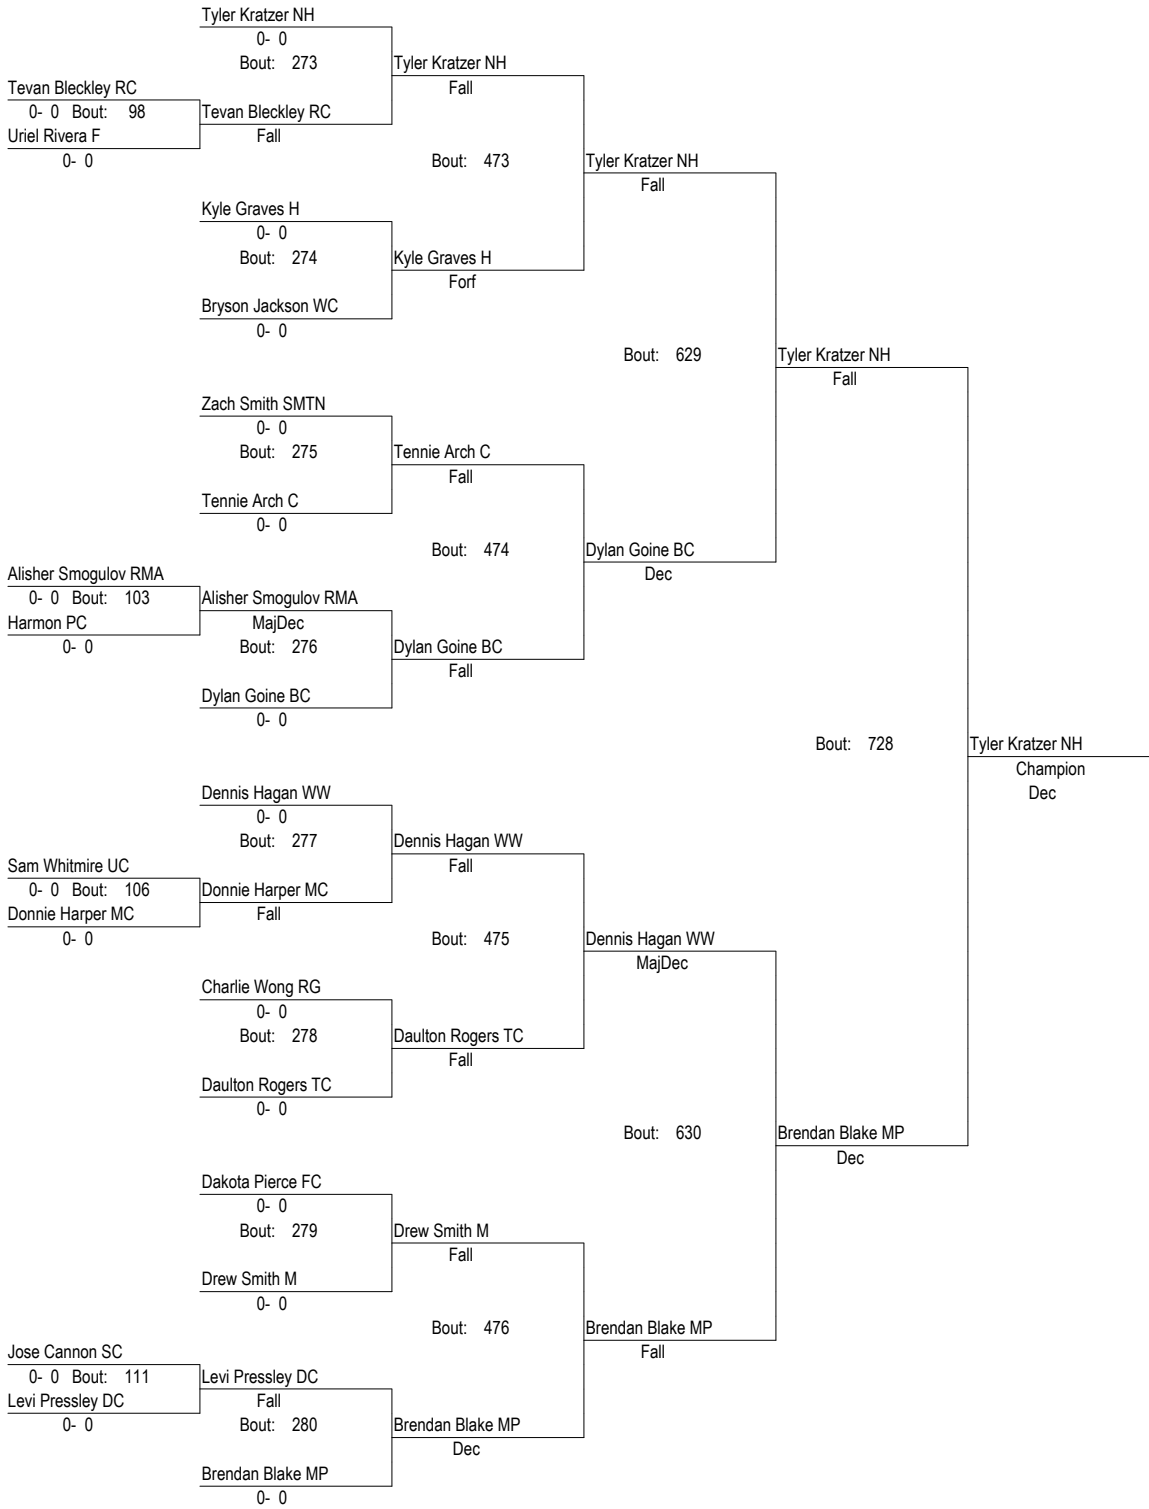 Tyler Kratzer NH
0- 0
Bout: 273
Tyler Kratzer NH
Fall
Tevan Bleckley RC
0- 0 Bout: 98
Tevan Bleckley RC
Fall
Uriel Rivera F
0- 0
Bout: 473
Tyler Kratzer NH
Fall
Kyle Graves H
0- 0
Bout: 274
Kyle Graves H
Forf
Bryson Jackson WC
0- 0
Bout: 629
Tyler Kratzer NH
Fall
Zach Smith SMTN
0- 0
Bout: 275
Tennie Arch C
Fall
Tennie Arch C
0- 0
Bout: 474
Dylan Goine BC
Dec
Alisher Smogulov RMA
0- 0 Bout: 103
Alisher Smogulov RMA
MajDec
Harmon PC
0- 0
Bout: 276
Dylan Goine BC
Fall
Dylan Goine BC
0- 0
Bout: 728
Tyler Kratzer NH
Champion
Dec
Dennis Hagan WW
0- 0
Bout: 277
Dennis Hagan WW
Fall
Sam Whitmire UC
0- 0 Bout: 106
Donnie Harper MC
Fall
Donnie Harper MC
0- 0
Bout: 475
Dennis Hagan WW
MajDec
Charlie Wong RG
0- 0
Bout: 278
Daulton Rogers TC
Fall
Daulton Rogers TC
0- 0
Bout: 630
Brendan Blake MP
Dec
Dakota Pierce FC
0- 0
Bout: 279
Drew Smith M
Fall
Drew Smith M
0- 0
Bout: 476
Brendan Blake MP
Fall
Jose Cannon SC
0- 0 Bout: 111
Levi Pressley DC
Fall
Levi Pressley DC
0- 0
Bout: 280
Brendan Blake MP
Dec
Brendan Blake MP
0- 0